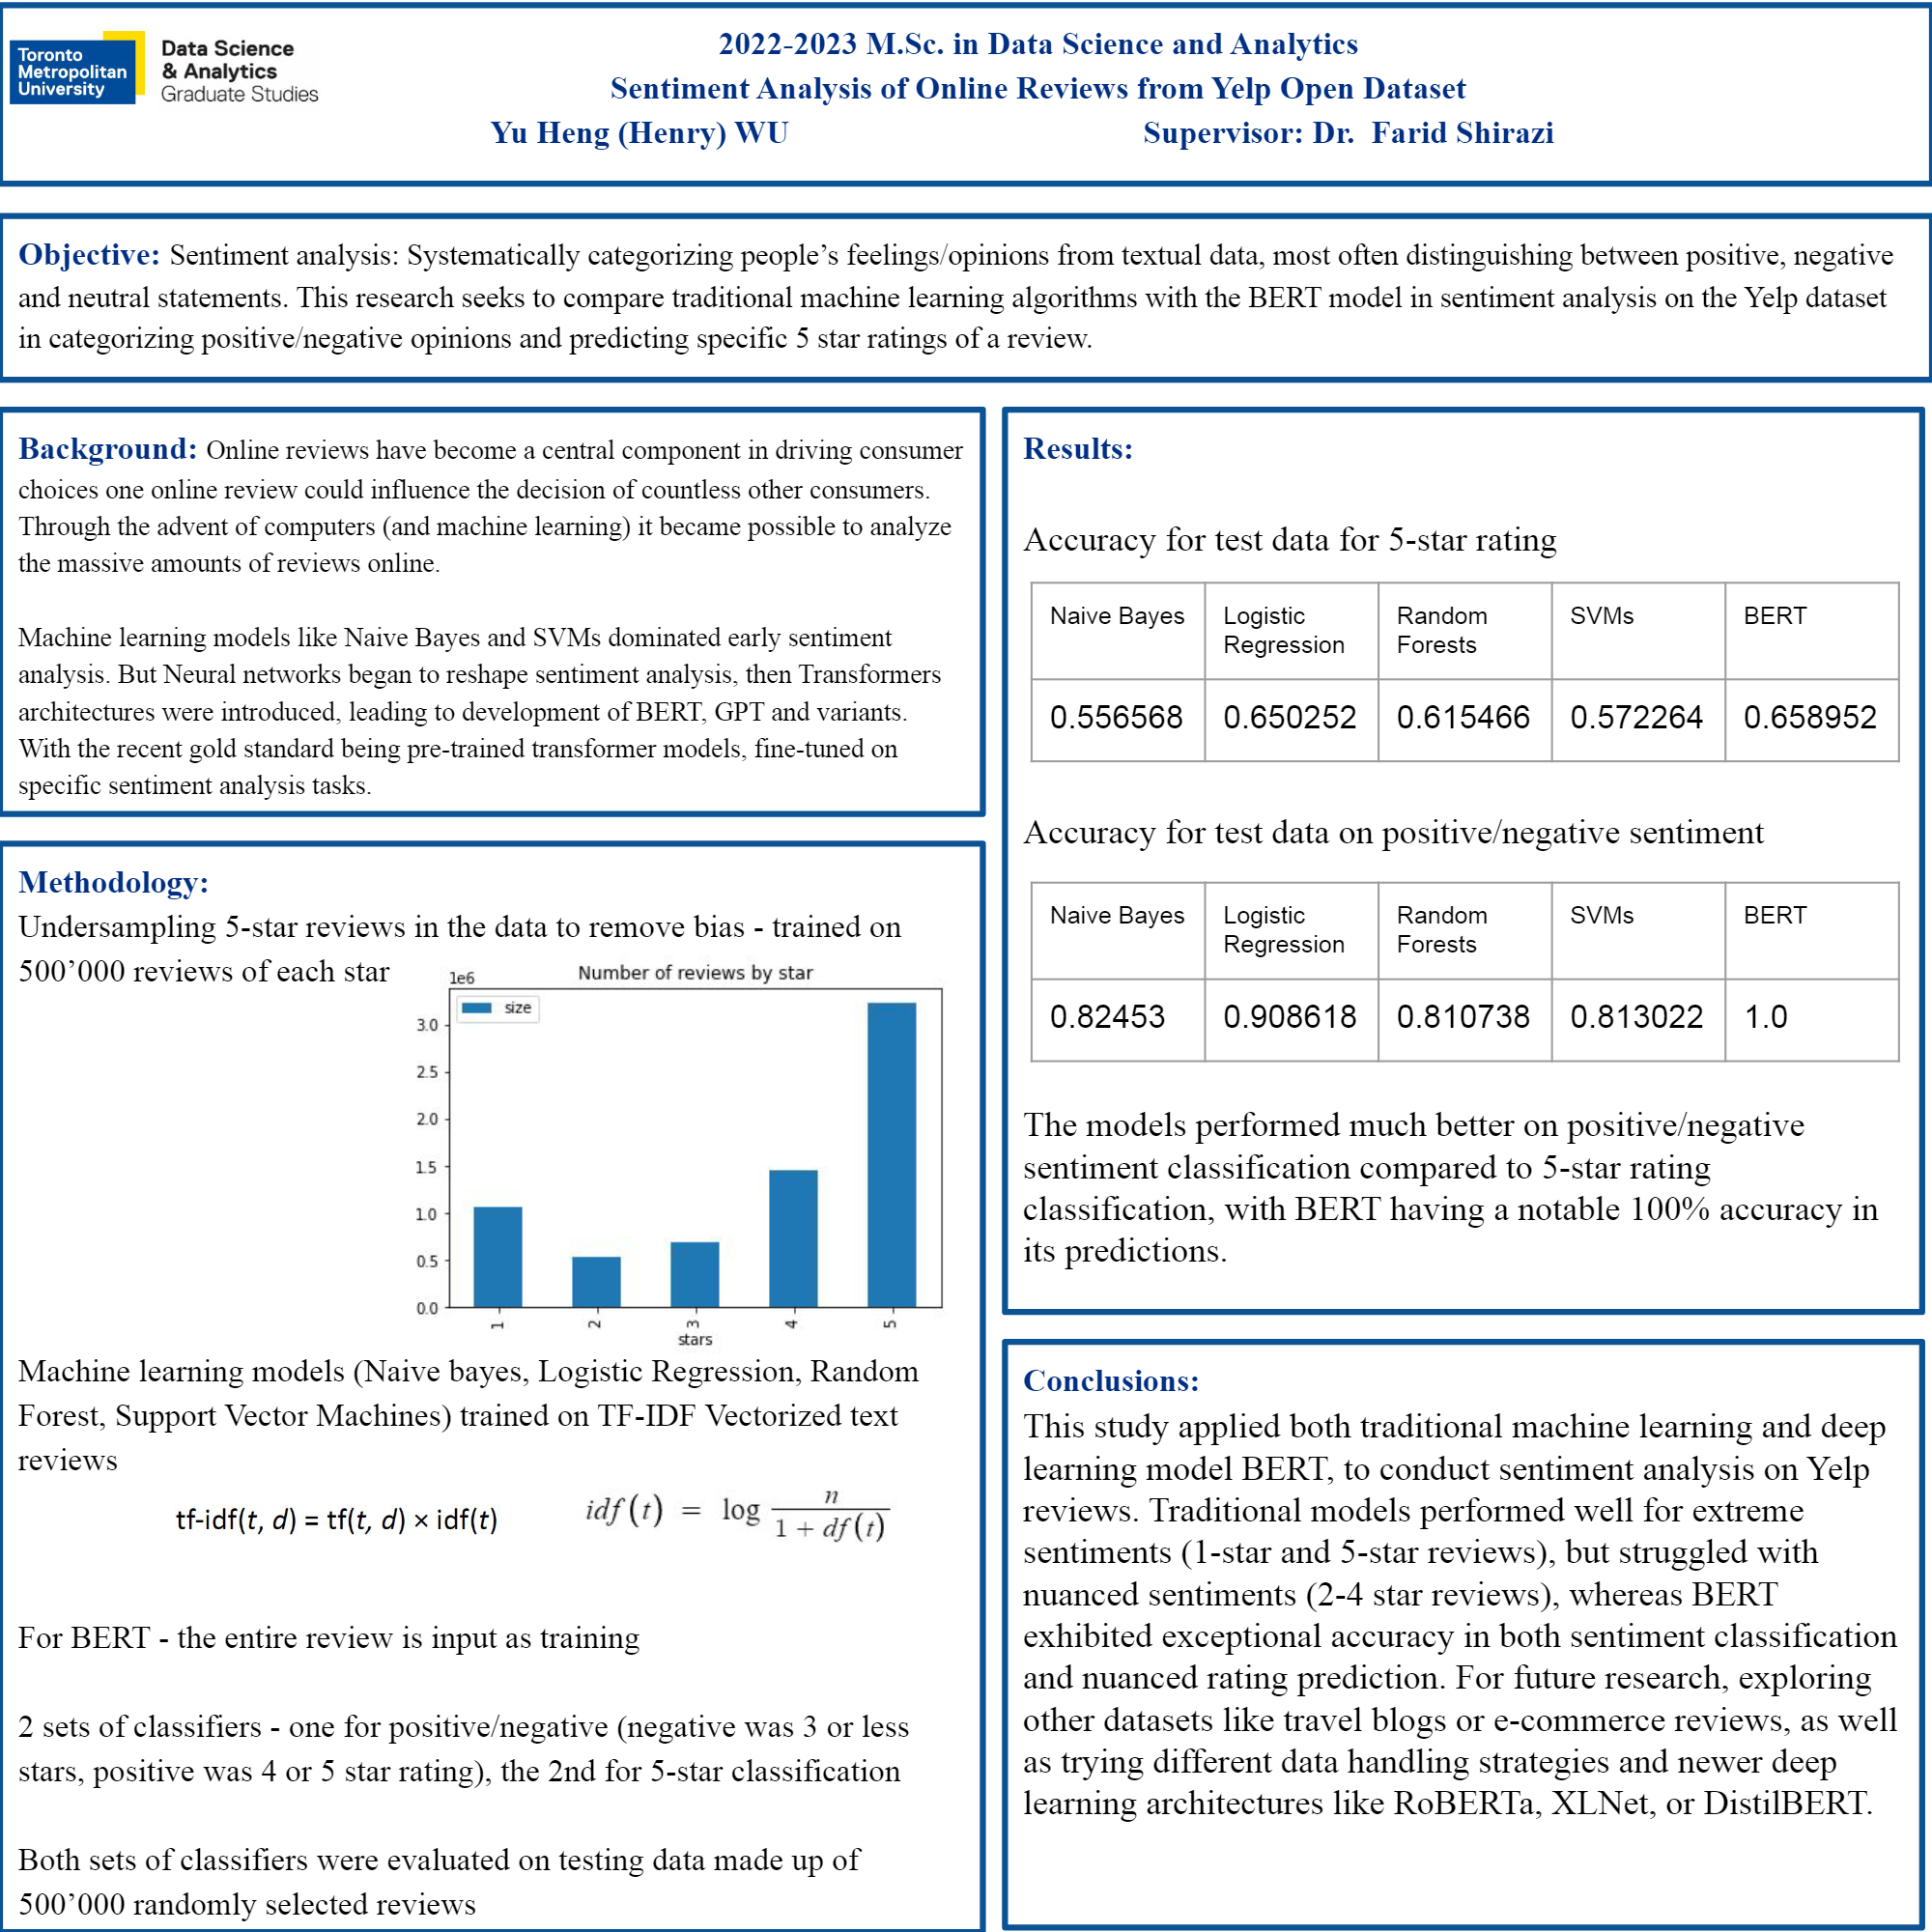 Toronto
Metropolitan
University
Data Science
& Analytics
Graduate Studies
2022-2023 M.Sc. in Data Science and Analytics
Sentiment Analysis of Online Reviews from Yelp Open Dataset
Yu Heng (Henry) WU Supervisor: Dr. Farid Shirazi
Objective: Sentiment analysis: Systematically categorizing people’s feelings/opinions from textual data, most often distinguishing between positive, negative
and neutral statements. This research seeks to compare traditional machine learning algorithms with the BERT model in sentiment analysis on the Yelp dataset
in categorizing positive/negative opinions and predicting specific 5 star ratings of a review.
Background: Online reviews have become a central component in driving consumer
choices one online review could influence the decision of countless other consumers.
Through the advent of computers (and machine learning) it became possible to analyze
the massive amounts of reviews online.
Machine learning models like Naive Bayes and SVMs dominated early sentiment
analysis. But Neural networks began to reshape sentiment analysis, then Transformers
architectures were introduced, leading to development of BERT, GPT and variants.
With the recent gold standard being pre-trained transformer models, fine-tuned on
specific sentiment analysis tasks.
Methodology:
Undersampling 5-star reviews in the data to remove bias - trained on
500’000 reviews of each star
1e6
Number of reviews by star
size
3.0
2.5
2.0
1.5
1.0
0.5
0.0
1 2 3 4 5
stars
Machine learning models (Naive bayes, Logistic Regression, Random
Forest, Support Vector Machines) trained on TF-IDF Vectorized text
reviews
tf-idf(t, d) = tf(t, d) × idf(t)
idf(t) = log n / 1 + df(t)
For BERT - the entire review is input as training
2 sets of classifiers - one for positive/negative (negative was 3 or less
stars, positive was 4 or 5 star rating), the 2nd for 5-star classification
Both sets of classifiers were evaluated on testing data made up of
500’000 randomly selected reviews
Results:
Accuracy for test data for 5-star rating
Naive Bayes Logistic Regression Random Forests SVMs BERT
0.556568 0.650252 0.615466 0.572264 0.658952
Accuracy for test data on positive/negative sentiment
Naive Bayes Logistic Regression Random Forests SVMs BERT
0.82453 0.908618 0.810738 0.813022 1.0
The models performed much better on positive/negative
sentiment classification compared to 5-star rating
classification, with BERT having a notable 100% accuracy in
its predictions.
Conclusions:
This study applied both traditional machine learning and deep
learning model BERT, to conduct sentiment analysis on Yelp
reviews. Traditional models performed well for extreme
sentiments (1-star and 5-star reviews), but struggled with
nuanced sentiments (2-4 star reviews), whereas BERT
exhibited exceptional accuracy in both sentiment classification
and nuanced rating prediction. For future research, exploring
other datasets like travel blogs or e-commerce reviews, as well
as trying different data handling strategies and newer deep
learning architectures like RoBERTa, XLNet, or DistilBERT.